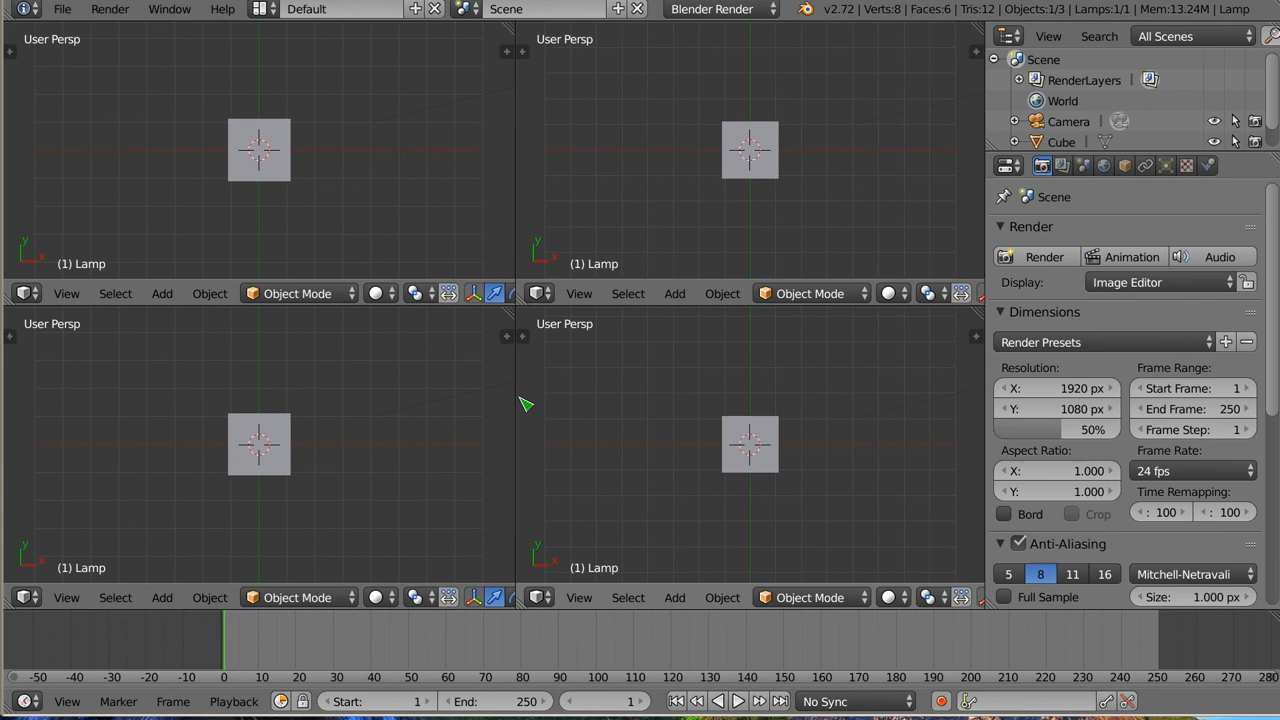 File Render Window Help Default Scene Blender Render v2.72 | Verts:8 | Faces:6 | Tris:12 | Objects:1/3 | Lamps:1/1 | Mem:13.24M | Lamp
User Persp User Persp
View Search All Scenes
Scene
RenderLayers
World
Camera
Cube
y x (1) Lamp y x (1) Lamp
View Select Add Object Object Mode View Select Add Object Object Mode
User Persp User Persp
y x (1) Lamp y x (1) Lamp
View Select Add Object Object Mode View Select Add Object Object Mode
Scene
Render
Render Animation Audio
Display: Image Editor
Dimensions
Render Presets
Resolution: Frame Range:
X: 1920 px Start Frame: 1
Y: 1080 px End Frame: 250
50% Frame Step: 1
Aspect Ratio: Frame Rate:
X: 1.000 24 fps
Y: 1.000 Time Remapping:
Bord Crop : 100 : 100
Anti-Aliasing
5 8 11 16 Mitchell-Netravali
Full Sample Size: 1.000 px
-50 -40 -30 -20 -10 0 10 20 30 40 50 60 70 80 90 100 110 120 130 140 150 160 170 180 190 200 210 220 230 240 250 260 270 280
View Marker Frame Playback Start: 1 End: 250 1 No Sync